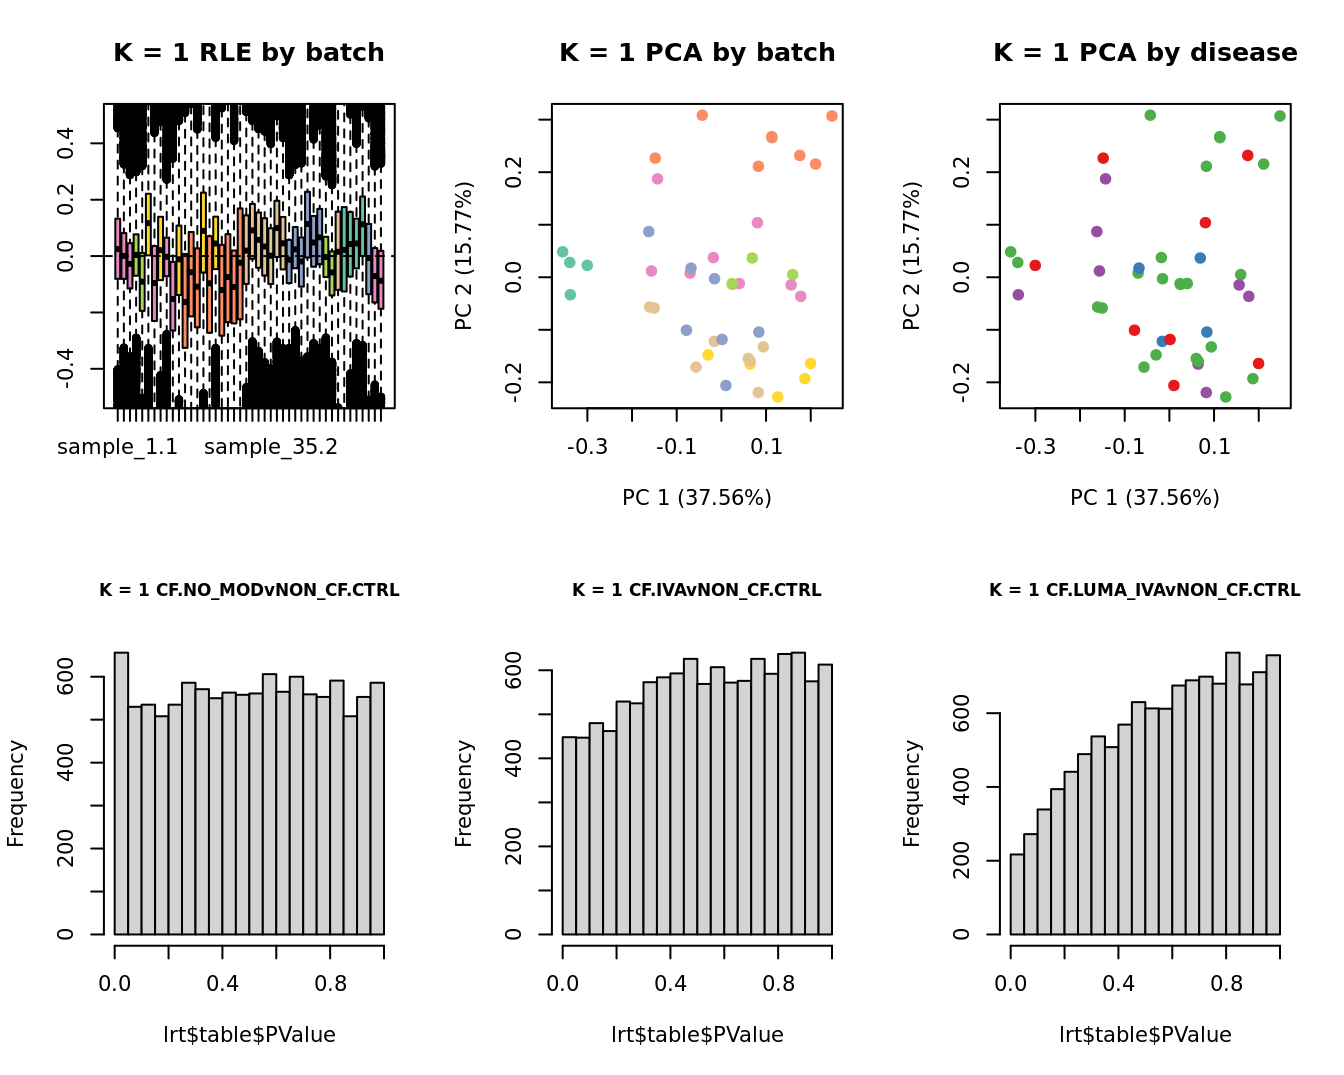 K = 1 RLE by batch
0.4
0.2
0.0
-0.4
sample_1.1 sample_35.2
K = 1 PCA by batch
PC 2 (15.77%)
0.2
0.0
-0.2
-0.3 -0.1 0.1
PC 1 (37.56%)
K = 1 PCA by disease
PC 2 (15.77%)
0.2
0.0
-0.2
-0.3 -0.1 0.1
PC 1 (37.56%)
K = 1 CF.NO_MODvNON_CF.CTRL
Frequency
600
400
200
0
0.0 0.4 0.8
lrt$table$PValue
K = 1 CF.IVAvNON_CF.CTRL
Frequency
600
400
200
0
0.0 0.4 0.8
lrt$table$PValue
K = 1 CF.LUMA_IVAvNON_CF.CTRL
Frequency
600
400
200
0
0.0 0.4 0.8
lrt$table$PValue